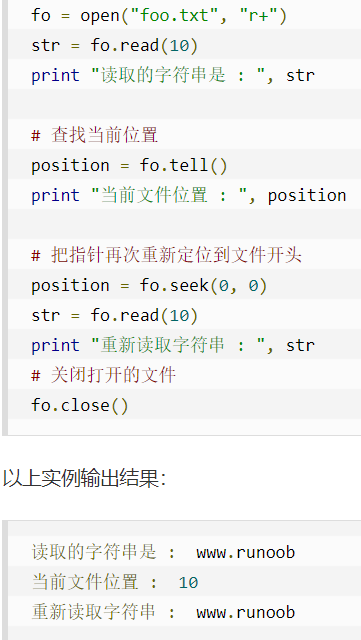 fo = open("foo.txt", "r+")
str = fo.read(10)
print "读取的字符串是 : ", str
# 查找当前位置
position = fo.tell()
print "当前文件位置 : ", position
# 把指针再次重新定位到文件开头
position = fo.seek(0, 0)
str = fo.read(10)
print "重新读取字符串 : ", str
# 关闭打开的文件
fo.close()
以上实例输出结果：
读取的字符串是 :  www.runoob
当前文件位置 :  10
重新读取字符串 :  www.runoob